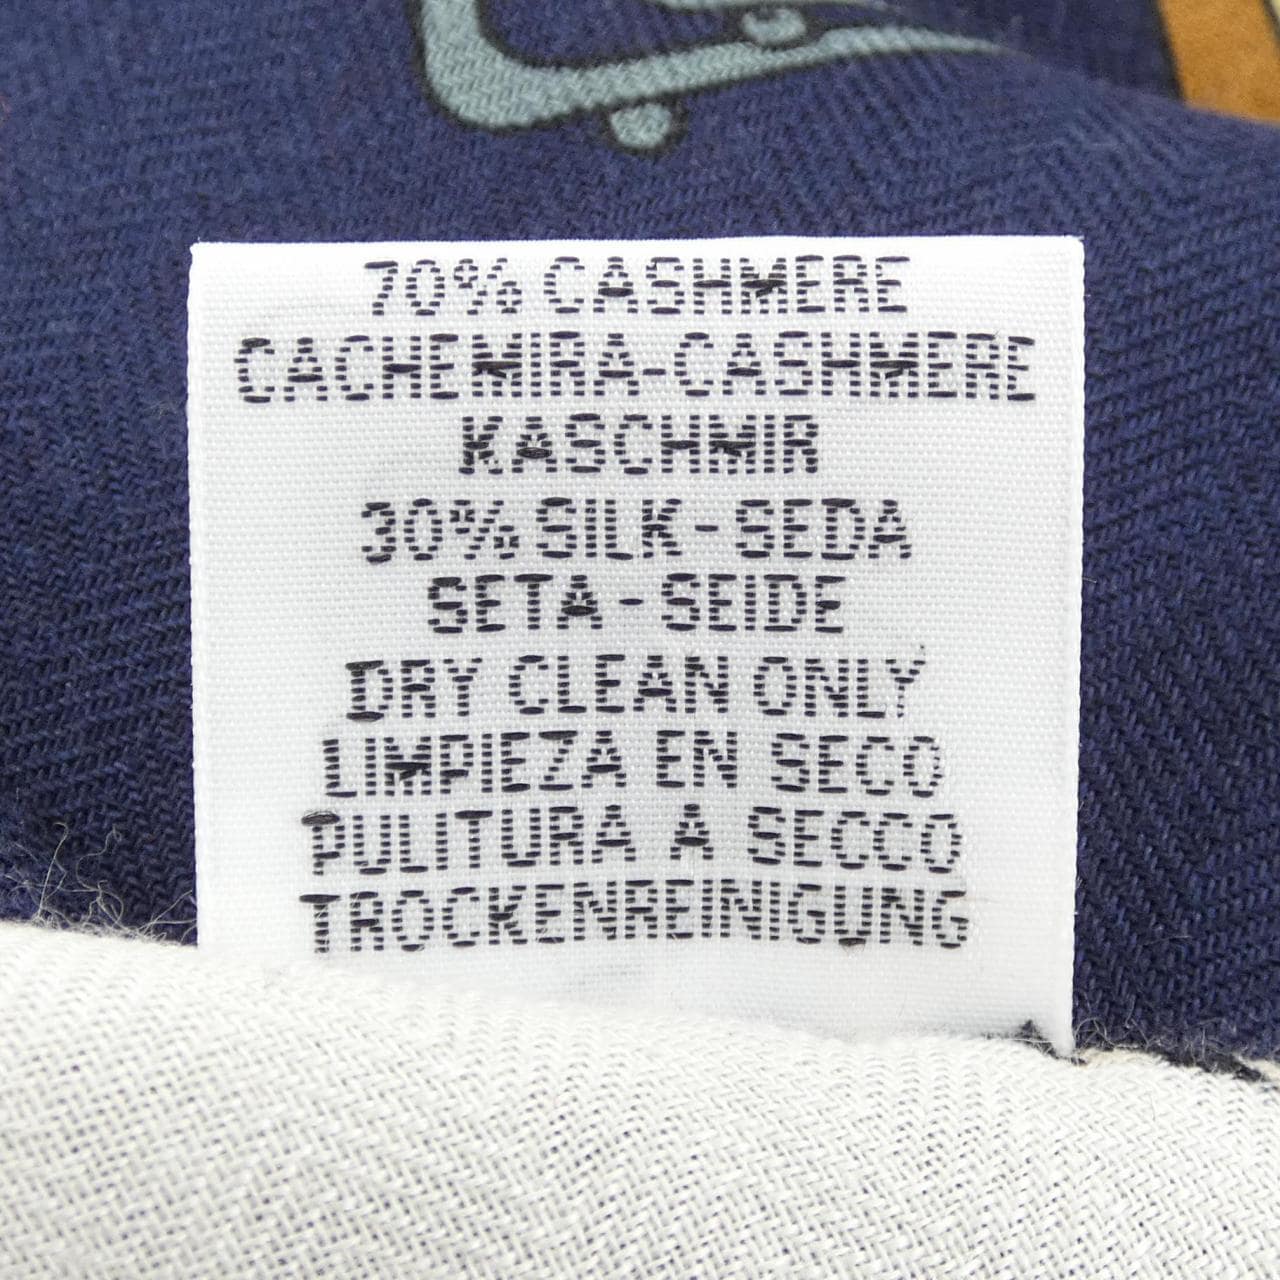 70% CASHMERE
CACHEMIRA-CASHMERE
KASCHMIR
30% SILK-SEDA
SETA-SEIDE
DRY CLEAN ONLY
LIMPIEZA EN SECO
PULITURA A SECCO
TROCKENREINIGUNG